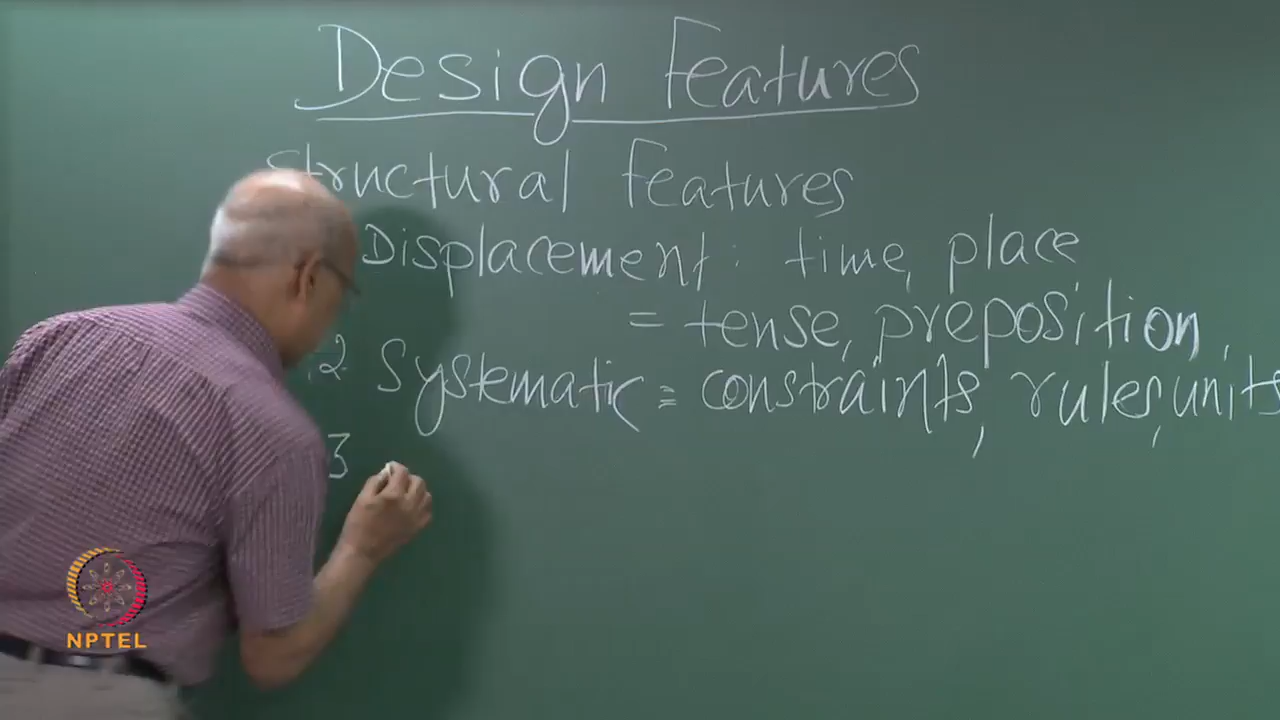 Design Features
Structural Features
Displacement : time, place
= tense, preposition,
.2 Systematic = constraints, rules, units
3
NPTEL